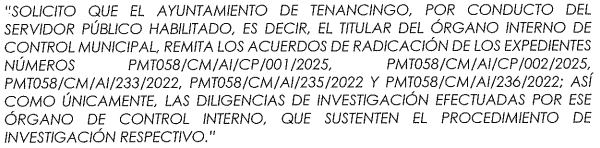 "SOLICITO QUE EL AYUNTAMIENTO DE TENANCINGO, POR CONDUCTO DEL
SERVIDOR PÚBLICO HABILITADO, ES DECIR, EL TITULAR DEL ÓRGANO INTERNO DE
CONTROL MUNICIPAL, REMITA LOS ACUERDOS DE RADICACIÓN DE LOS EXPEDIENTES
NÚMEROS PMT058/CM/AI/CP/001/2025, PMT058/CM/AI/CP/002/2025,
PMT058/CM/AI/233/2022, PMT058/CM/AI/235/2022 Y PMT058/CM/AI/236/2022; ASÍ
COMO ÚNICAMENTE, LAS DILIGENCIAS DE INVESTIGACIÓN EFECTUADAS POR ESE
ÓRGANO DE CONTROL INTERNO, QUE SUSTENTEN EL PROCEDIMIENTO DE
INVESTIGACIÓN RESPECTIVO."